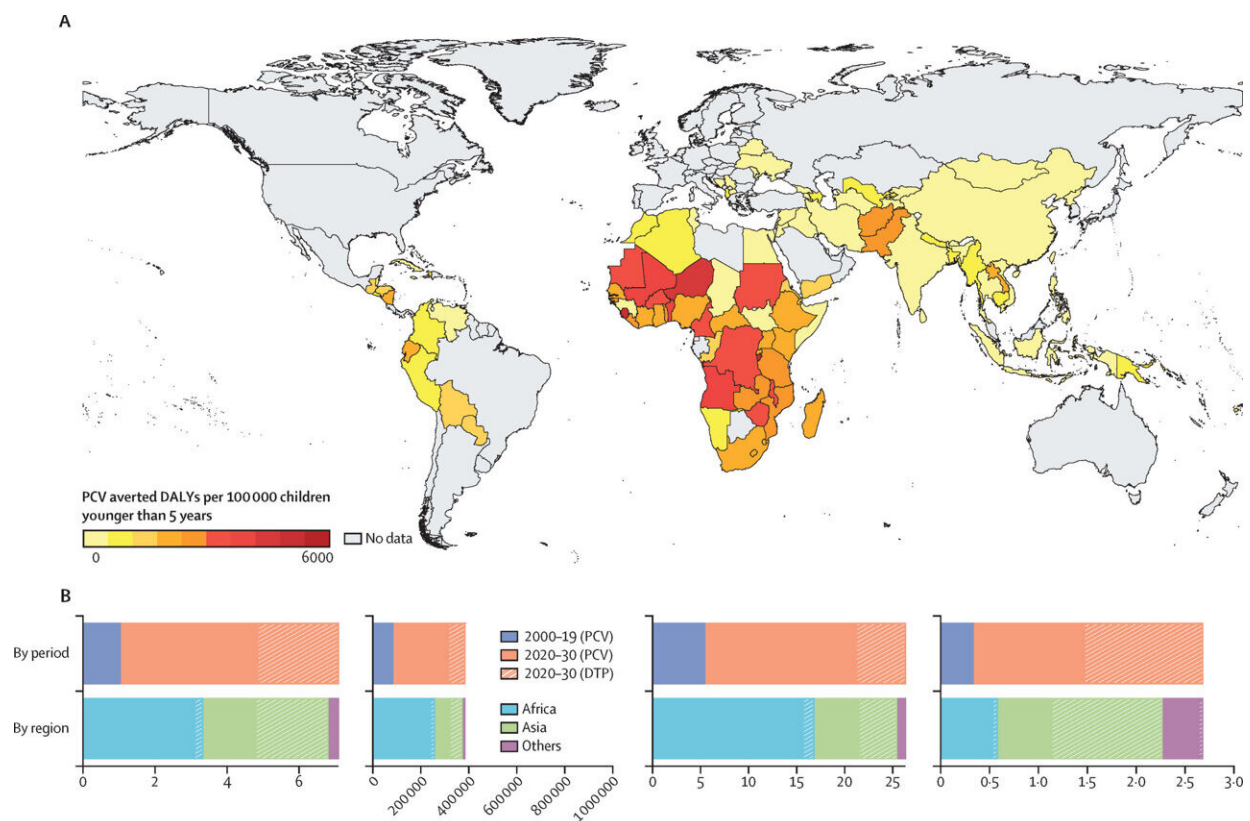 A
PCV averted DALYs per 100 000 children
younger than 5 years
0 6000
No data
B
By period
2000–19 (PCV)
2020–30 (PCV)
2020–30 (DTP)
By region
Africa
Asia
Others
0 2 4 6
0 200000 400000 600000 800000 1000000
0 5 10 15 20 25
0 0·5 1·0 1·5 2·0 2·5 3·0